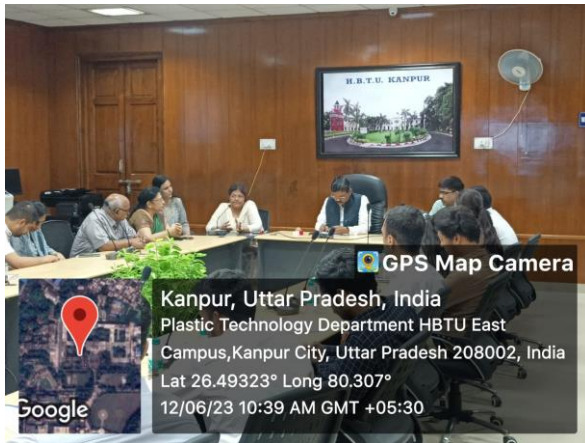 H.B.T.U. KANPUR
GPS Map Camera
Kanpur, Uttar Pradesh, India
Plastic Technology Department HBTU East
Campus,Kanpur City, Uttar Pradesh 208002, India
Lat 26.49323° Long 80.307°
12/06/23 10:39 AM GMT +05:30
Google